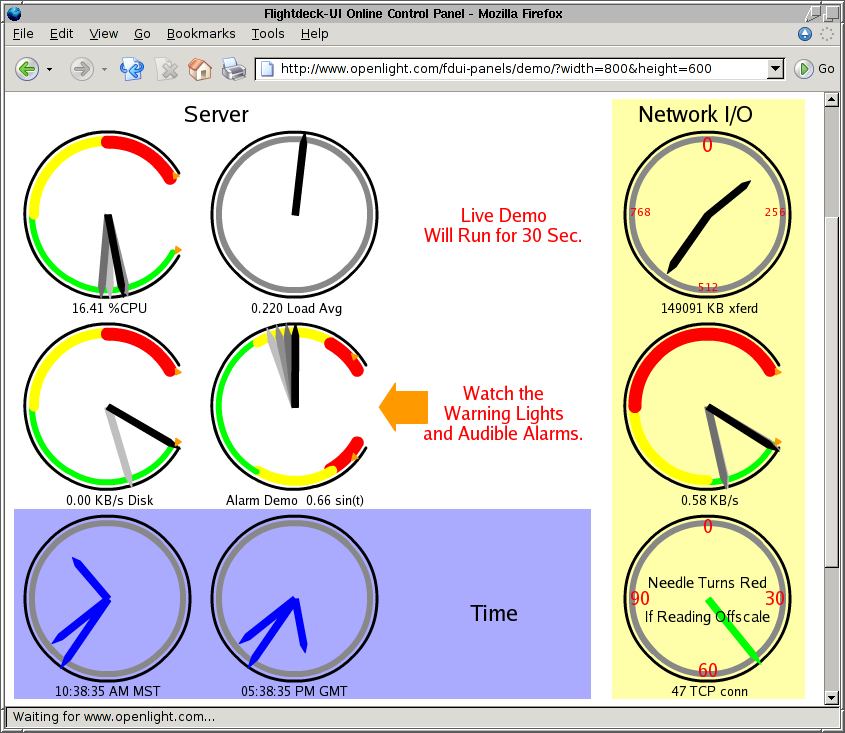 Flightdeck-UI Online Control Panel - Mozilla Firefox
File Edit View Go Bookmarks Tools Help
http://www.openlight.com/fdui-panels/demo/?width=800&height=600 Go
Server
Network I/O
0
768 256
512
Live Demo
Will Run for 30 Sec.
16.41 %CPU
0.220 Load Avg
149091 KB xferd
Watch the
Warning Lights
and Audible Alarms.
0.00 KB/s Disk
Alarm Demo 0.66 sin(t)
0.58 KB/s
0
Needle Turns Red
90 30
If Reading Offscale
60
Time
10:38:35 AM MST
05:38:35 PM GMT
47 TCP conn
Waiting for www.openlight.com...